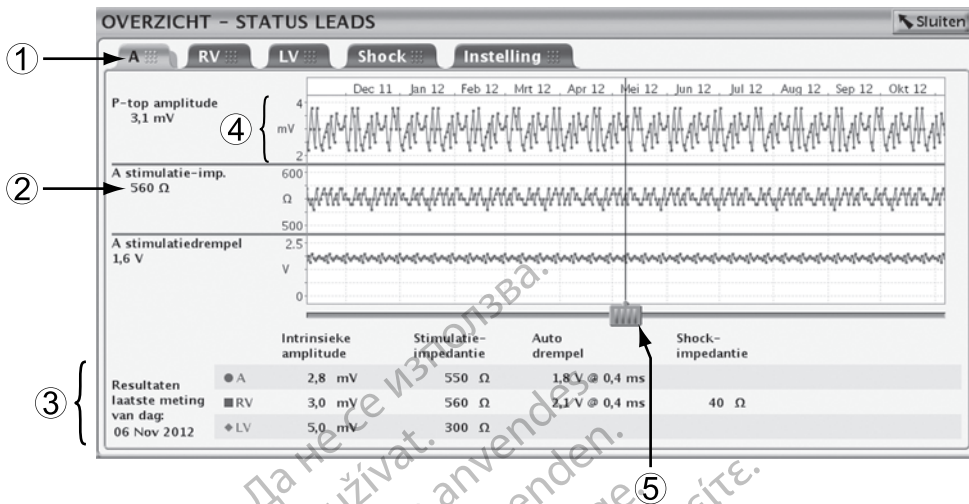 OVERZICHT - STATUS LEADS
Sluiten
1
A RV LV Shock Instelling
Dec 11 Jan 12 Feb 12 Mrt 12 Apr 12 Mei 12 Jun 12 Jul 12 Aug 12 Sep 12 Okt 12
P-top amplitude
3,1 mV
4
4
mV
2
2
A stimulatie-imp.
560 Ω
600
Ω
500
A stimulatiedrempel
1,6 V
2.5
V
0
Intrinsieke amplitude
Stimulatie-impedantie
Auto drempel
Shock-impedantie
3
Resultaten
laatste meting
van dag:
06 Nov 2012
A 2,8 mV 550 Ω 1,8 V @ 0,4 ms
RV 3,0 mV 560 Ω 2,1 V @ 0,4 ms 40 Ω
LV 5,0 mV 300 Ω
5
Да не се използва.